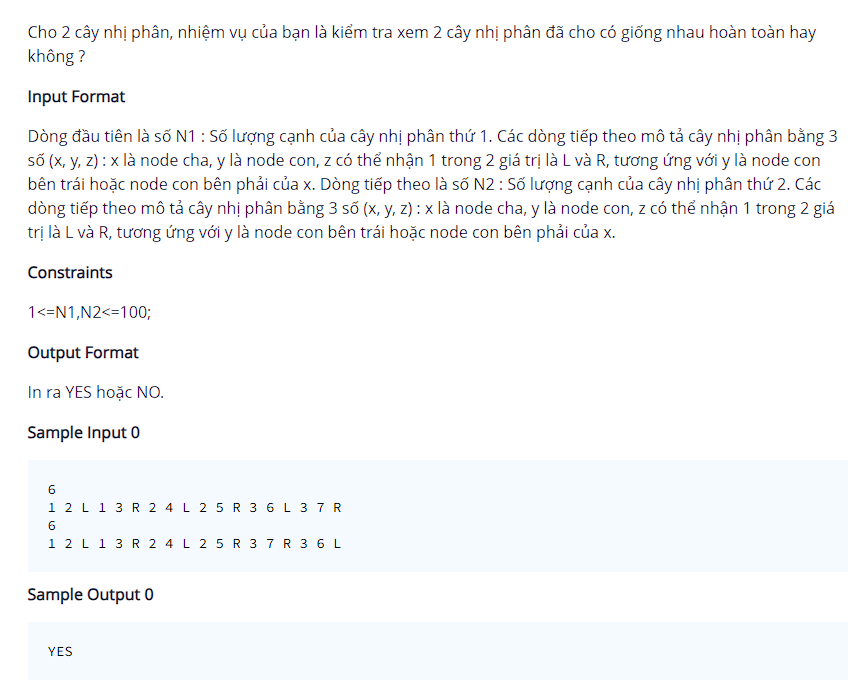 Cho 2 cây nhị phân, nhiệm vụ của bạn là kiểm tra xem 2 cây nhị phân đã cho có giống nhau hoàn toàn hay
không ?
Input Format
Dòng đầu tiên là số N1 : Số lượng cạnh của cây nhị phân thứ 1. Các dòng tiếp theo mô tả cây nhị phân bằng 3
số (x, y, z) : x là node cha, y là node con, z có thể nhận 1 trong 2 giá trị là L và R, tương ứng với y là node con
bên trái hoặc node con bên phải của x. Dòng tiếp theo là số N2 : Số lượng cạnh của cây nhị phân thứ 2. Các
dòng tiếp theo mô tả cây nhị phân bằng 3 số (x, y, z) : x là node cha, y là node con, z có thể nhận 1 trong 2 giá
trị là L và R, tương ứng với y là node con bên trái hoặc node con bên phải của x.
Constraints
1<=N1,N2<=100;
Output Format
In ra YES hoặc NO.
Sample Input 0
6
1 2 L 1 3 R 2 4 L 2 5 R 3 6 L 3 7 R
6
1 2 L 1 3 R 2 4 L 2 5 R 3 7 R 3 6 L
Sample Output 0
YES